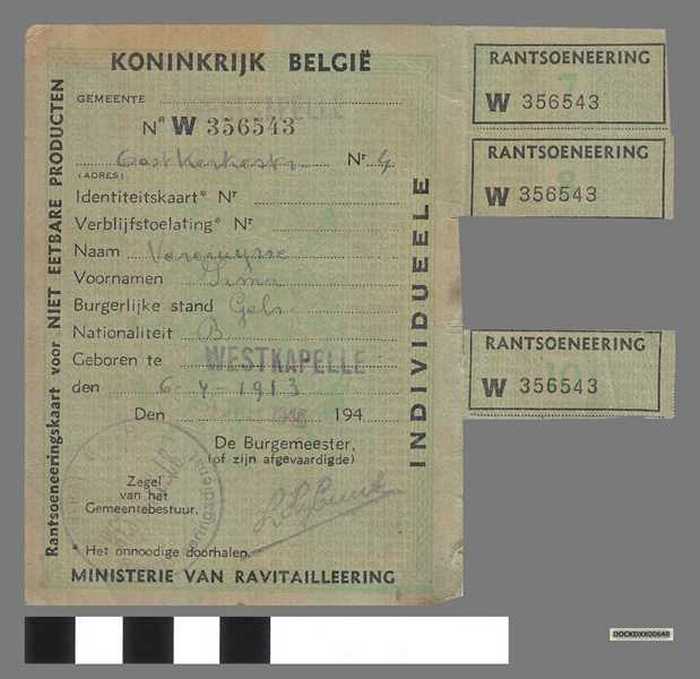 KONINKRIJK BELGIË
GEMEENTE
Nr W 356543
Oostkerkestr. Nr 4
(ADRES)
Identiteitskaart* Nr
Verblijfstoelating* Nr
Naam
Voornamen
Burgerlijke stand Geh.
Nationaliteit B
Geboren te WESTKAPELLE
den 6-4-1913
Den 194
De Burgemeester,
(of zijn afgevaardigde)
Zegel
van het
Gemeentebestuur.
* Het onnoodige doorhalen.
MINISTERIE VAN RAVITAILLEERING
Rantsoeneeringskaart voor NIET EETBARE PRODUCTEN
INDIVIDUEELE
RANTSOENEERING
W 356543
RANTSOENEERING
W 356543
RANTSOENEERING
W 356543
DOCKDXX00640